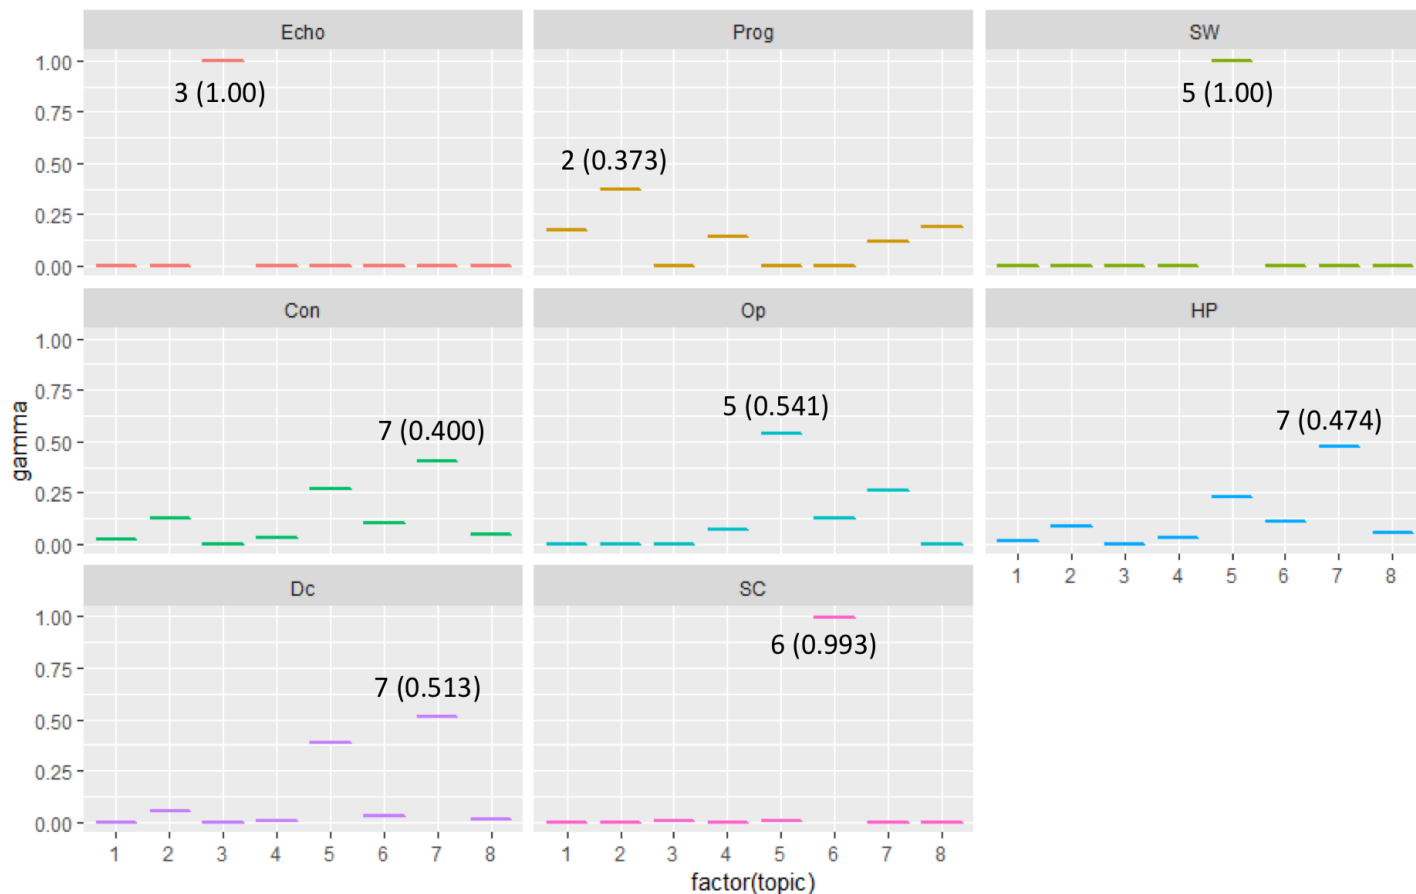 Echo
Prog
SW
1.00
0.75
0.50
0.25
0.00
3 (1.00)
2 (0.373)
5 (1.00)
Con
Op
HP
1.00
0.75
0.50
0.25
0.00
7 (0.400)
5 (0.541)
7 (0.474)
1 2 3 4 5 6 7 8
gamma
Dc
SC
1.00
0.75
0.50
0.25
0.00
7 (0.513)
6 (0.993)
1 2 3 4 5 6 7 8
1 2 3 4 5 6 7 8
factor(topic)